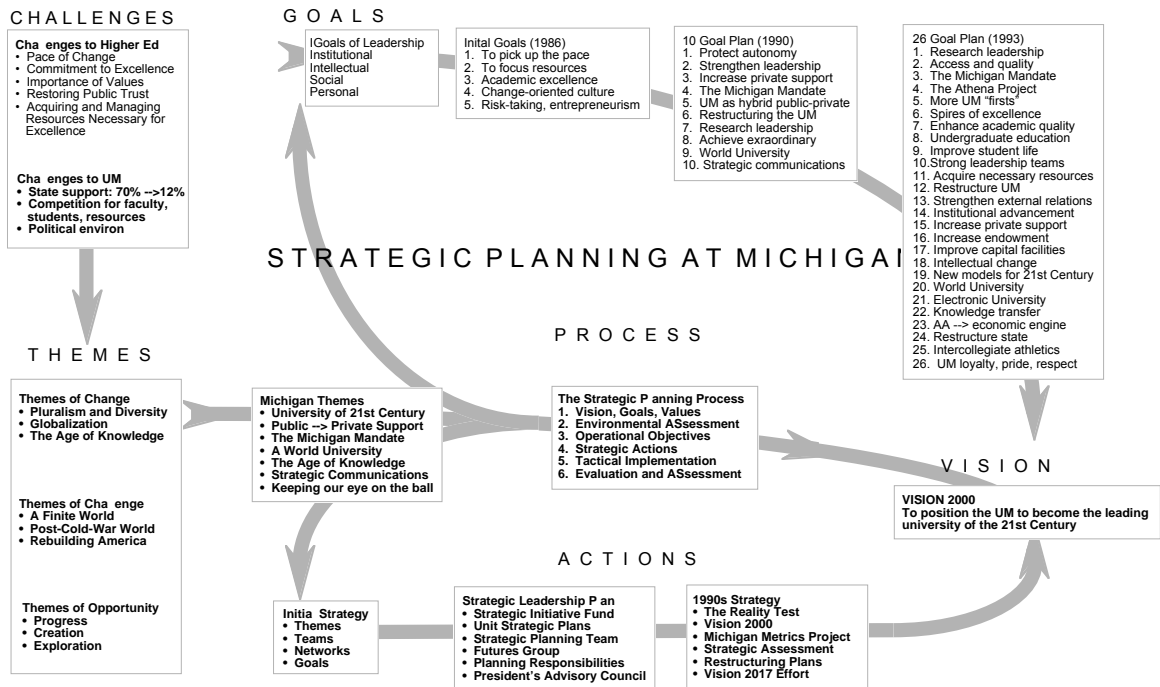 CHALLENGES
Cha enges to Higher Ed
• Pace of Change
• Commitment to Excellence
• Importance of Values
• Restoring Public Trust
• Acquiring and Managing
Resources Necessary for
Excellence
Cha enges to UM
• State support: 70% -->12%
• Competition for faculty,
students, resources
• Political environ
GOALS
IGoals of Leadership
Institutional
Intellectual
Social
Personal
Inital Goals (1986)
1. To pick up the pace
2. To focus resources
3. Academic excellence
4. Change-oriented culture
5. Risk-taking, entrepreneurism
10 Goal Plan (1990)
1. Protect autonomy
2. Strengthen leadership
3. Increase private support
4. The Michigan Mandate
5. UM as hybrid public-private
6. Restructuring the UM
7. Research leadership
8. Achieve exraordinary
9. World University
10. Strategic communications
26 Goal Plan (1993)
1. Research leadership
2. Access and quality
3. The Michigan Mandate
4. The Athena Project
5. More UM “firsts”
6. Spires of excellence
7. Enhance academic quality
8. Undergraduate education
9. Improve student life
10.Strong leadership teams
11. Acquire necessary resources
12. Restructure UM
13. Strengthen external relations
14. Institutional advancement
15. Increase private support
16. Increase endowment
17. Improve capital facilities
18. Intellectual change
19. New models for 21st Century
20. World University
21. Electronic University
22. Knowledge transfer
23. AA --> economic engine
24. Restructure state
25. Intercollegiate athletics
26. UM loyalty, pride, respect
STRATEGIC PLANNING AT MICHIGAN
THEMES
Themes of Change
• Pluralism and Diversity
• Globalization
• The Age of Knowledge
Themes of Cha enge
• A Finite World
• Post-Cold-War World
• Rebuilding America
Themes of Opportunity
• Progress
• Creation
• Exploration
Michigan Themes
• University of 21st Century
• Public --> Private Support
• The Michigan Mandate
• A World University
• The Age of Knowledge
• Strategic Communications
• Keeping our eye on the ball
PROCESS
The Strategic P anning Process
1. Vision, Goals, Values
2. Environmental ASsessment
3. Operational Objectives
4. Strategic Actions
5. Tactical Implementation
6. Evaluation and ASsessment
VISION
VISION 2000
To position the UM to become the leading
university of the 21st Century
ACTIONS
Initia Strategy
• Themes
• Teams
• Networks
• Goals
Strategic Leadership P an
• Strategic Initiative Fund
• Unit Strategic Plans
• Strategic Planning Team
• Futures Group
• Planning Responsibilities
• President’s Advisory Council
1990s Strategy
• The Reality Test
• Vision 2000
• Michigan Metrics Project
• Strategic Assessment
• Restructuring Plans
• Vision 2017 Effort